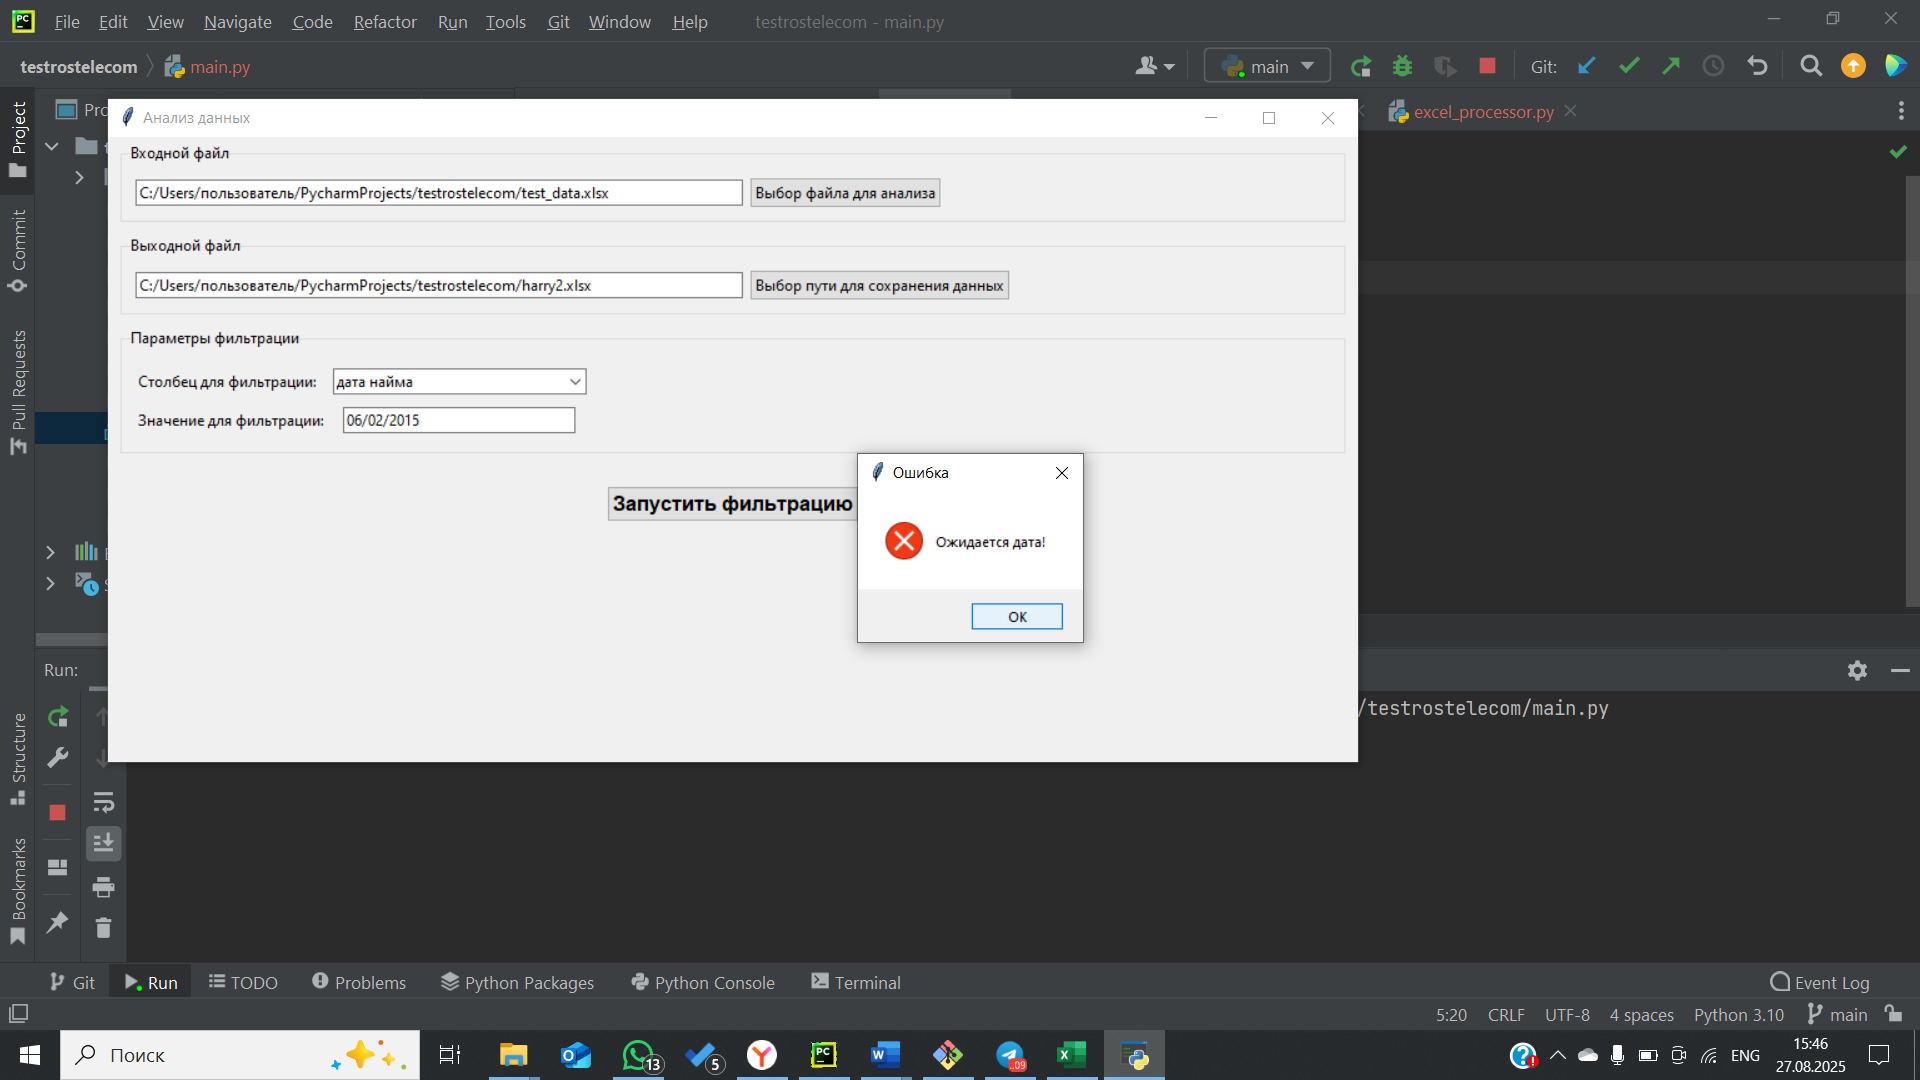 PC File Edit View Navigate Code Refactor Run Tools Git Window Help testrostelecom - main.py
testrostelecom main.py main Git:
Project
Commit
Pull Requests
Structure
Bookmarks
excel_processor.py
Анализ данных
Входной файл
C:/Users/пользователь/PycharmProjects/testrostelecom/test_data.xlsx Выбор файла для анализа
Выходной файл
C:/Users/пользователь/PycharmProjects/testrostelecom/harry2.xlsx Выбор пути для сохранения данных
Параметры фильтрации
Столбец для фильтрации: дата найма
Значение для фильтрации: 06/02/2015
Запустить фильтрацию
Ошибка
Ожидается дата!
OK
Run:
/testrostelecom/main.py
Git Run TODO Problems Python Packages Python Console Terminal Event Log
5:20 CRLF UTF-8 4 spaces Python 3.10 main
Поиск 13 5 PC ..09 ENG 15:46
27.08.2025